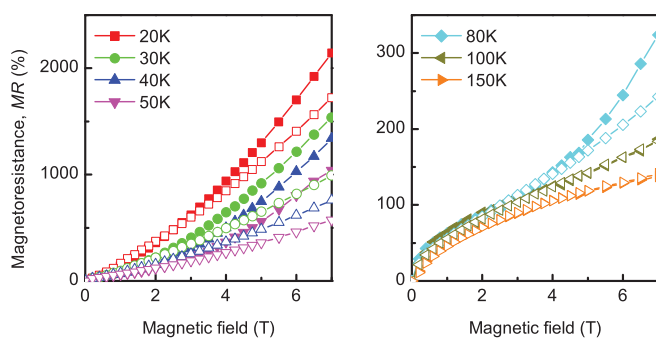 Magnetoresistance, MR (%)
2000
1000
0
20K
30K
40K
50K
0 2 4 6
Magnetic field (T)
300
200
100
0
80K
100K
150K
0 2 4 6
Magnetic field (T)